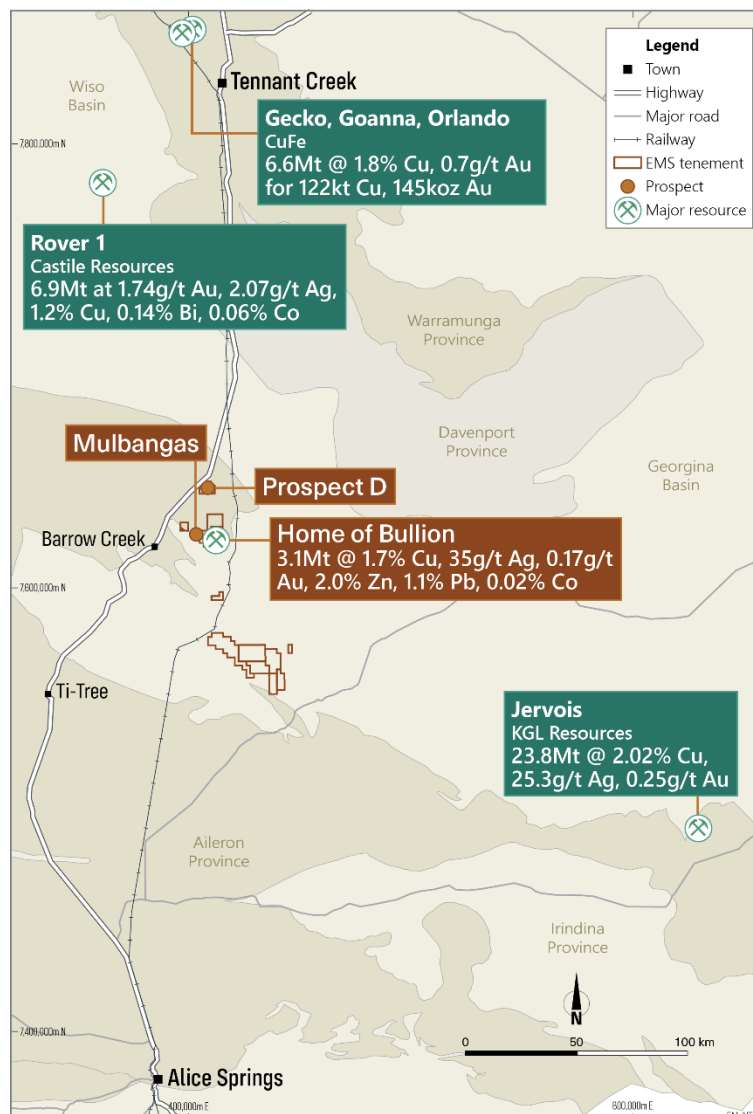 Legend
Town
Highway
Major road
Railway
EMS tenement
Prospect
Major resource
Wiso
Basin
Tennant Creek
7,800,000m N
Gecko, Goanna, Orlando
CuFe
6.6Mt @ 1.8% Cu, 0.7g/t Au
for 122kt Cu, 145koz Au
Rover 1
Castile Resources
6.9Mt at 1.74g/t Au, 2.07g/t Ag,
1.2% Cu, 0.14% Bi, 0.06% Co
Warramunga
Province
Davenport
Province
Georgina
Basin
Mulbangas
Prospect D
Barrow Creek
Home of Bullion
3.1Mt @ 1.7% Cu, 35g/t Ag, 0.17g/t
Au, 2.0% Zn, 1.1% Pb, 0.02% Co
7,600,000m N
Ti-Tree
Jervois
KGL Resources
23.8Mt @ 2.02% Cu,
25.3g/t Ag, 0.25g/t Au
Aileron
Province
Irindina
Province
N
7,400,000m N
0 50 100 km
Alice Springs
400,000m E
600,000m E